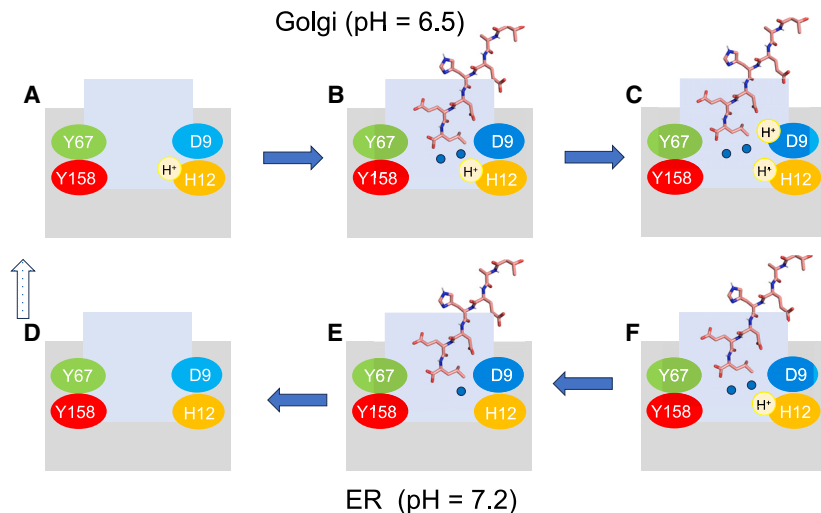 Golgi (pH = 6.5)
A
B
C
Y67
D9
H+
Y158
H12
Y67
D9
H+
Y158
H12
H+
Y67
D9
H+
Y158
H12
D
E
F
Y67
D9
Y158
H12
Y67
D9
Y158
H12
Y67
D9
H+
Y158
H12
ER (pH = 7.2)